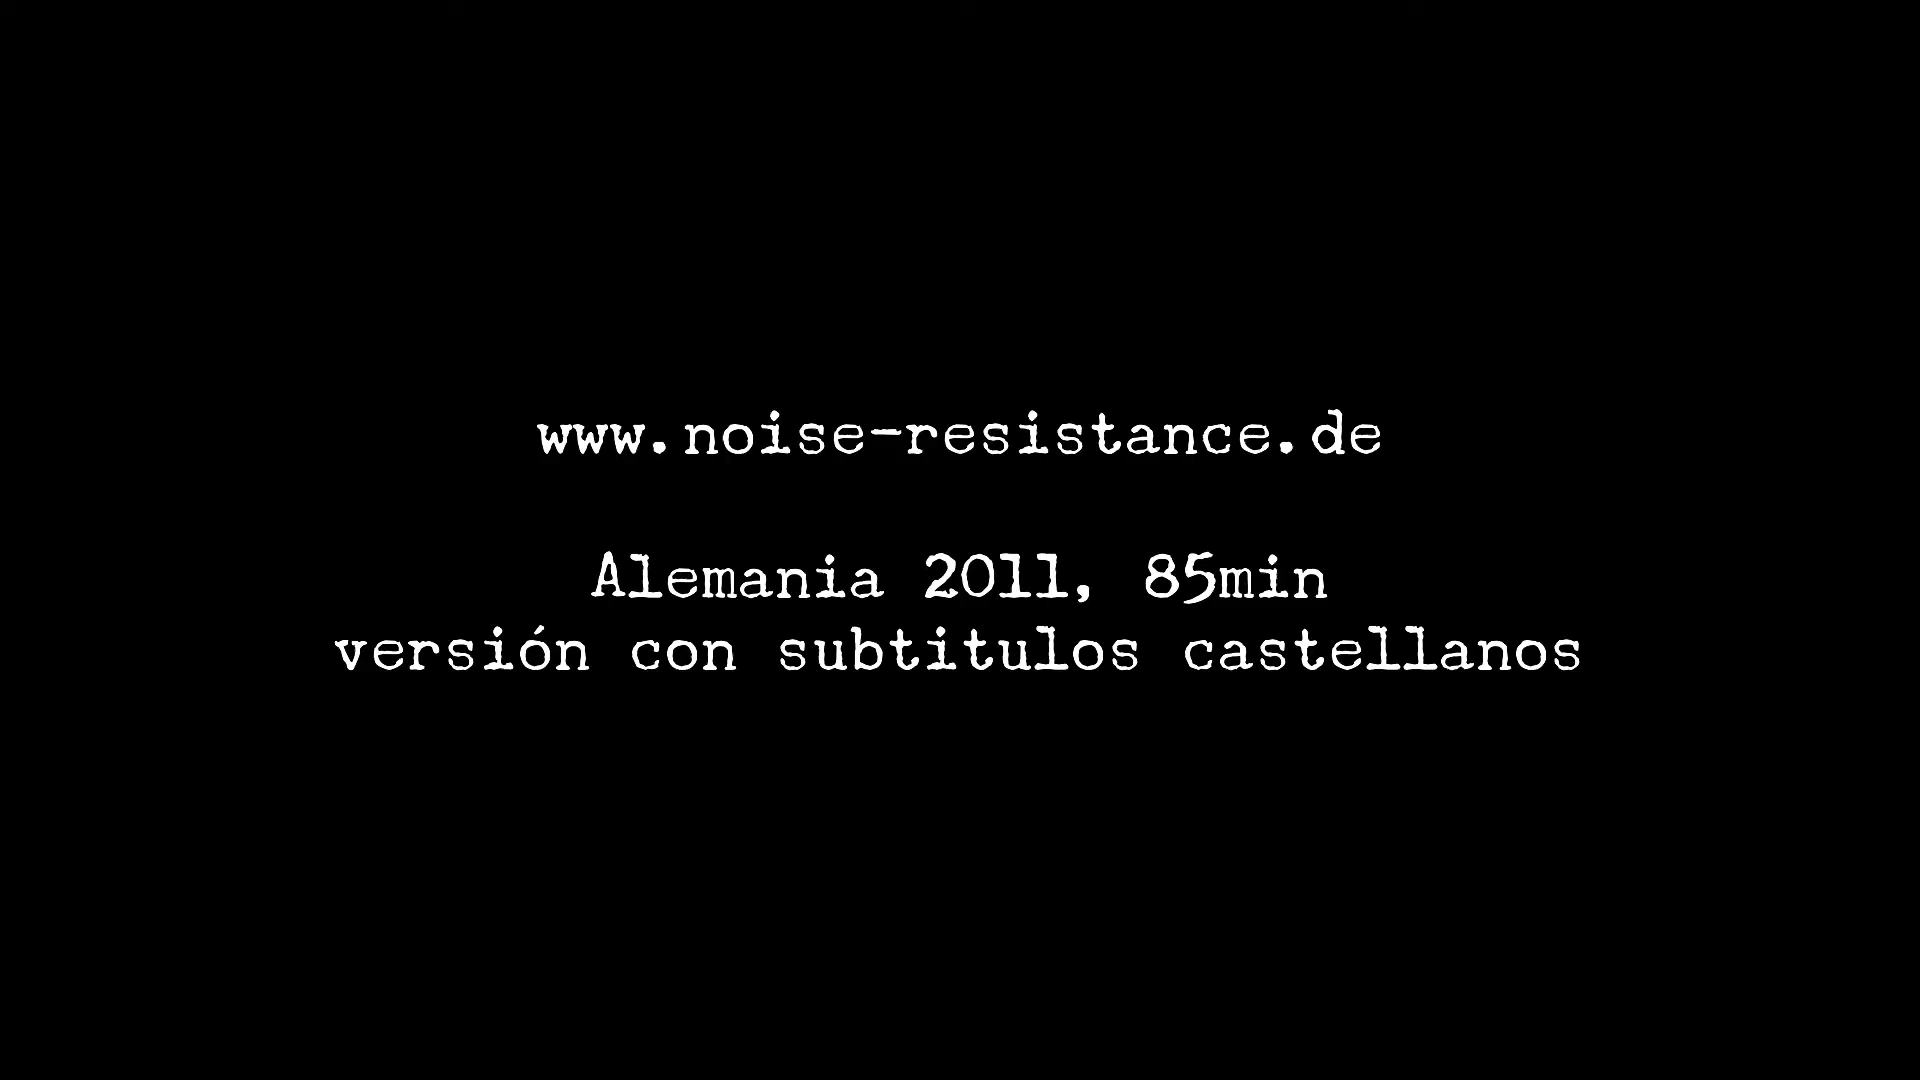 www.noise-resistance.de
Alemania 2011, 85min
versión con subtitulos castellanos